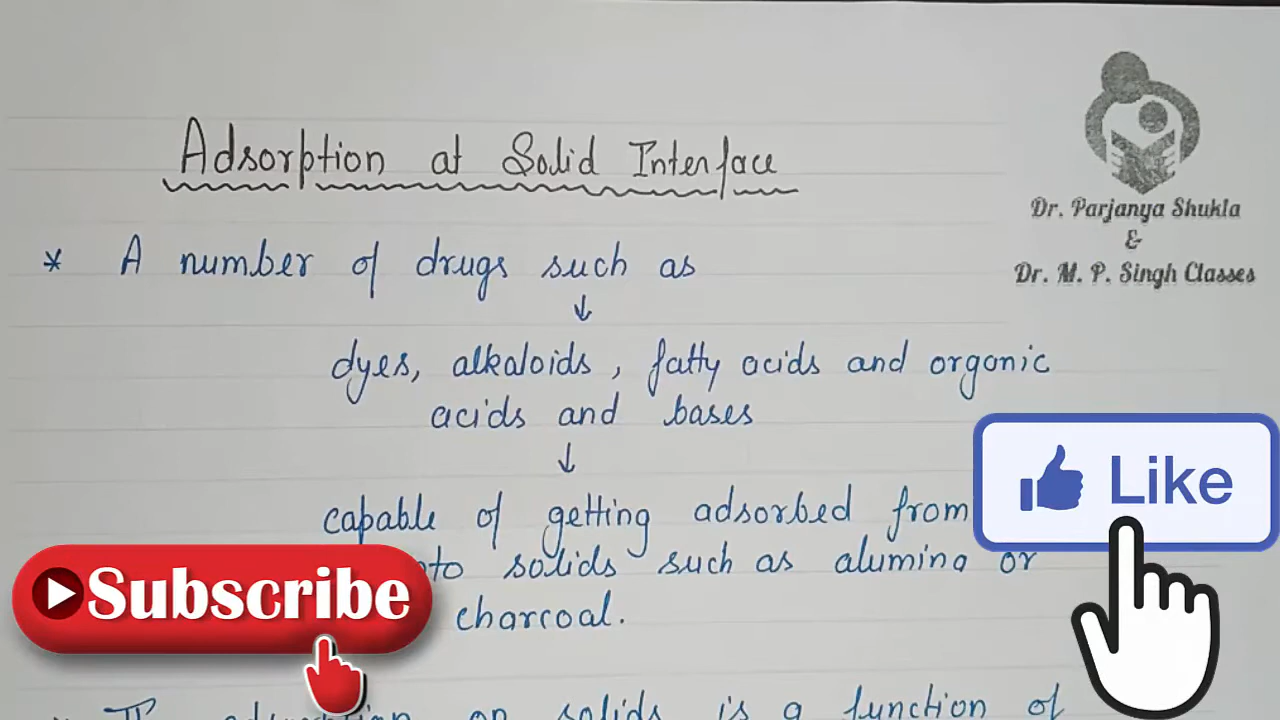 Adsorption at Solid Interface
Dr. Parjanya Shukla
&
Dr. M. P. Singh Classes
* A number of drugs such as
↓
dyes, alkaloids, fatty acids and organic
acids and bases
↓
capable of getting adsorbed from
Like
solids such as alumina or
Subscribe
charcoal.
on solids is a function of